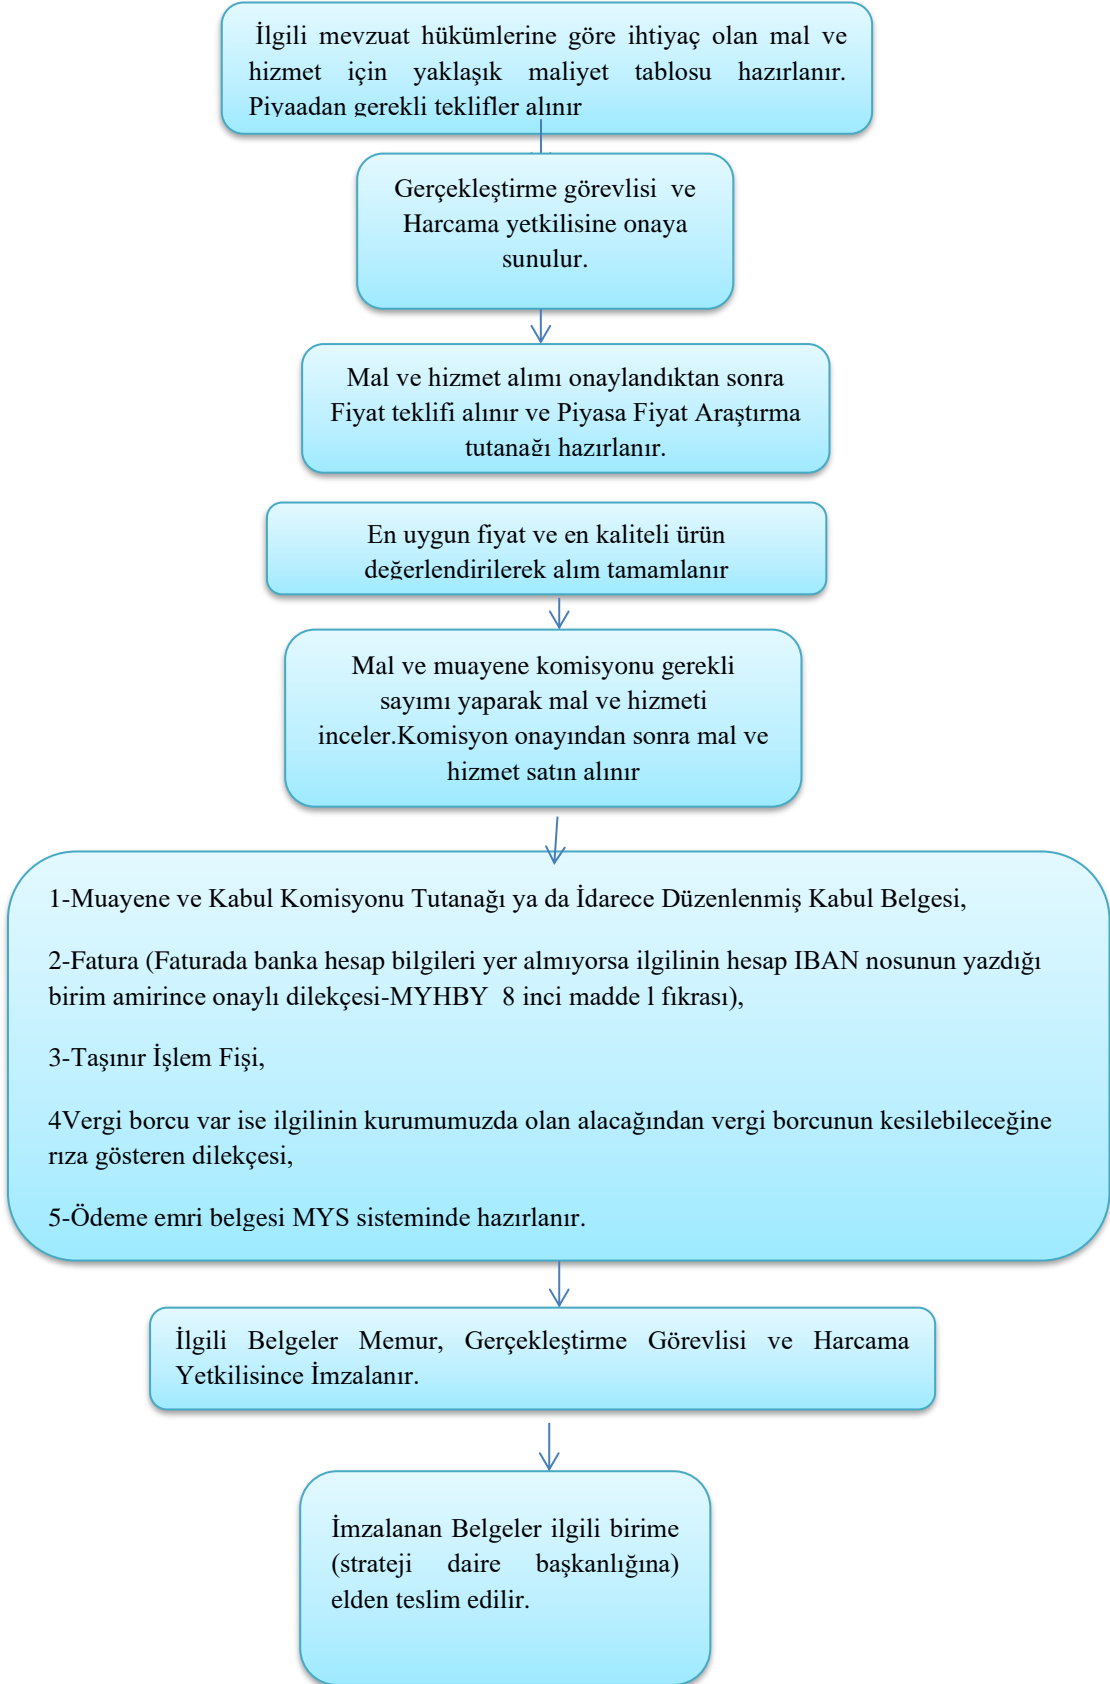 İlgili mevzuat hükümlerine göre ihtiyaç olan mal ve
hizmet için yaklaşık maliyet tablosu hazırlanır.
Piyaadan gerekli teklifler alınır
Gerçekleştirme görevlisi ve
Harcama yetkilisine onaya
sunulur.
Mal ve hizmet alımı onaylandıktan sonra
Fiyat teklifi alınır ve Piyasa Fiyat Araştırma
tutanağı hazırlanır.
En uygun fiyat ve en kaliteli ürün
değerlendirilerek alım tamamlanır
Mal ve muayene komisyonu gerekli
sayımı yaparak mal ve hizmeti
inceler.Komisyon onayından sonra mal ve
hizmet satın alınır
1-Muayene ve Kabul Komisyonu Tutanağı ya da İdarece Düzenlenmiş Kabul Belgesi,
2-Fatura (Faturada banka hesap bilgileri yer almıyorsa ilgilinin hesap IBAN nosunun yazdığı
birim amirince onaylı dilekçesi-MYHBY 8 inci madde l fıkrası),
3-Taşınır İşlem Fişi,
4Vergi borcu var ise ilgilinin kurumumuzda olan alacağından vergi borcunun kesilebileceğine
rıza gösteren dilekçesi,
5-Ödeme emri belgesi MYS sisteminde hazırlanır.
İlgili Belgeler Memur, Gerçekleştirme Görevlisi ve Harcama
Yetkilisince İmzalanır.
İmzalanan Belgeler ilgili birime
(strateji daire başkanlığına)
elden teslim edilir.